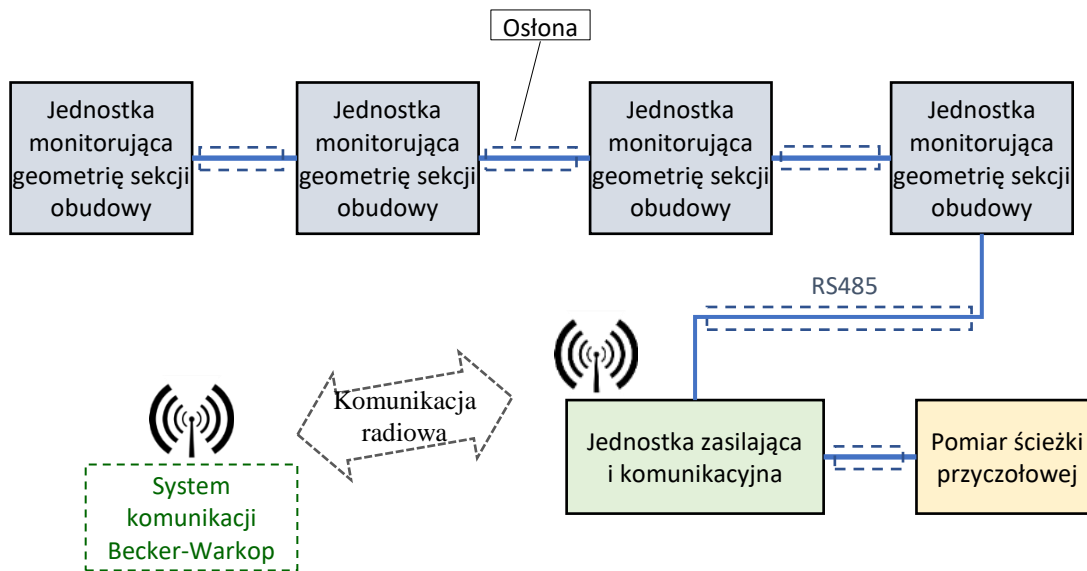 Osłona
Jednostka
monitorująca
geometrię sekcji
obudowy
Jednostka
monitorująca
geometrię sekcji
obudowy
Jednostka
monitorująca
geometrię sekcji
obudowy
Jednostka
monitorująca
geometrię sekcji
obudowy
RS485
Komunikacja
radiowa
Jednostka zasilająca
i komunikacyjna
Pomiar ścieżki
przyczołowej
System
komunikacji
Becker-Warkop